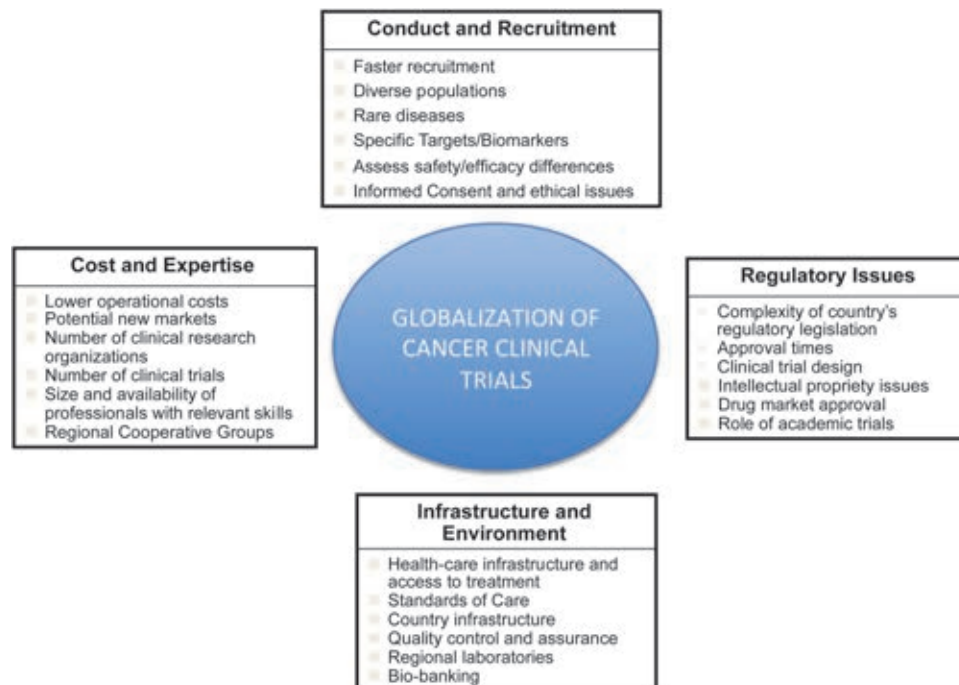 Conduct and Recruitment
Faster recruitment
Diverse populations
Rare diseases
Specific Targets/Biomarkers
Assess safety/efficacy differences
Informed Consent and ethical issues
Cost and Expertise
Lower operational costs
Potential new markets
Number of clinical research
organizations
Number of clinical trials
Size and availability of
professionals with relevant skills
Regional Cooperative Groups
GLOBALIZATION OF
CANCER CLINICAL
TRIALS
Regulatory Issues
Complexity of country's
regulatory legislation
Approval times
Clinical trial design
Intellectual propriety issues
Drug market approval
Role of academic trials
Infrastructure and
Environment
Health-care infrastructure and
access to treatment
Standards of Care
Country infrastructure
Quality control and assurance
Regional laboratories
Bio-banking